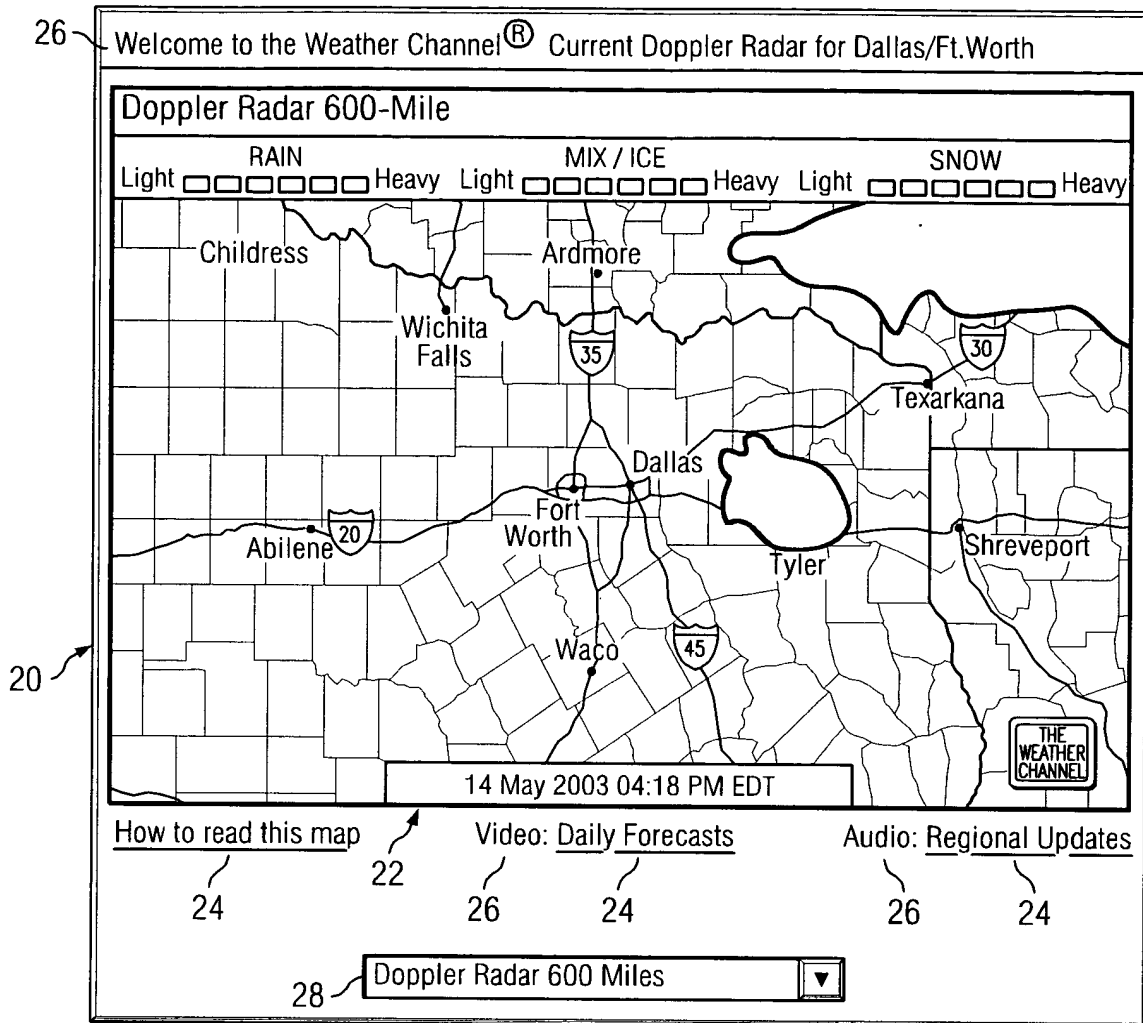 26
Welcome to the Weather Channel® Current Doppler Radar for Dallas/Ft.Worth
Doppler Radar 600-Mile
RAIN MIX / ICE SNOW
Light Heavy Light Heavy Light Heavy
Childress
Ardmore
Wichita
Falls
35
30
Texarkana
Dallas
Fort
Worth
20
Abilene
Tyler
Shreveport
Waco
45
20
THE
WEATHER
CHANNEL
14 May 2003 04:18 PM EDT
How to read this map
Video: Daily Forecasts
Audio: Regional Updates
22
24
26
24
26
24
Doppler Radar 600 Miles
28